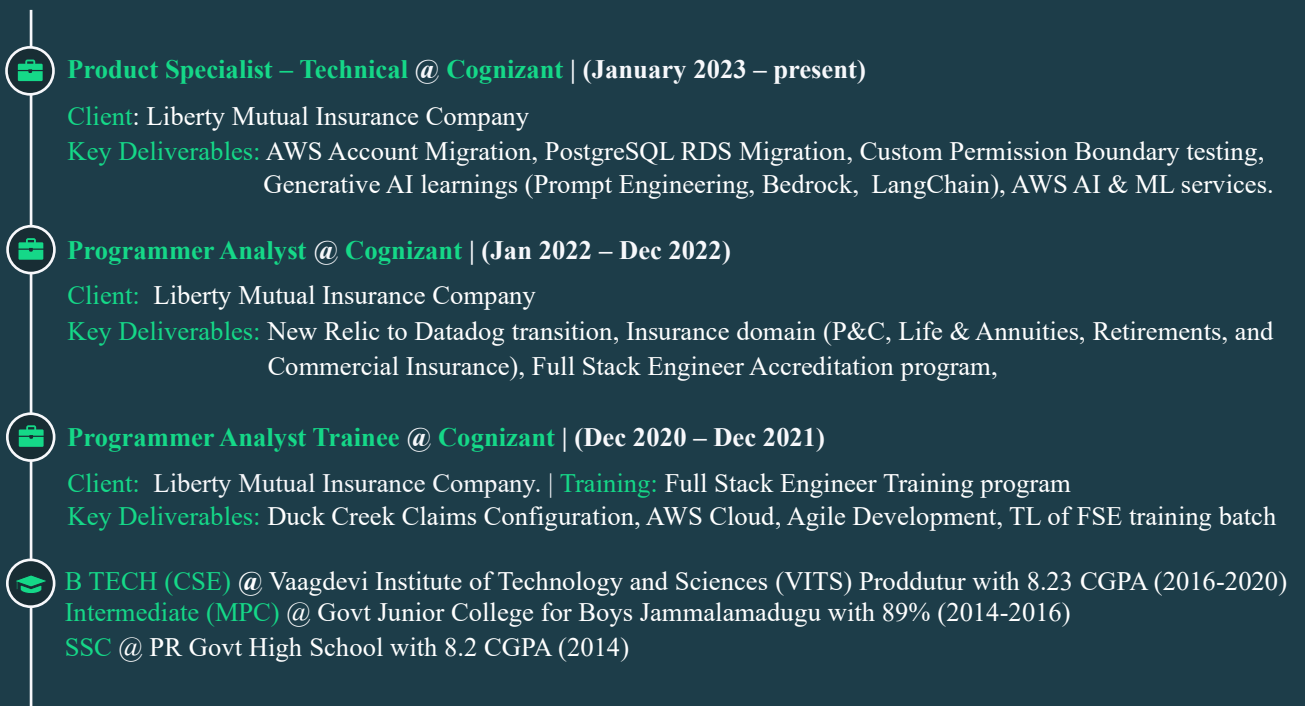 Product Specialist – Technical @ Cognizant | (January 2023 – present)
Client: Liberty Mutual Insurance Company
Key Deliverables: AWS Account Migration, PostgreSQL RDS Migration, Custom Permission Boundary testing,
Generative AI learnings (Prompt Engineering, Bedrock, LangChain), AWS AI & ML services.
Programmer Analyst @ Cognizant | (Jan 2022 – Dec 2022)
Client: Liberty Mutual Insurance Company
Key Deliverables: New Relic to Datadog transition, Insurance domain (P&C, Life & Annuities, Retirements, and
Commercial Insurance), Full Stack Engineer Accreditation program,
Programmer Analyst Trainee @ Cognizant | (Dec 2020 – Dec 2021)
Client: Liberty Mutual Insurance Company. | Training: Full Stack Engineer Training program
Key Deliverables: Duck Creek Claims Configuration, AWS Cloud, Agile Development, TL of FSE training batch
B TECH (CSE) @ Vaagdevi Institute of Technology and Sciences (VITS) Proddutur with 8.23 CGPA (2016-2020)
Intermediate (MPC) @ Govt Junior College for Boys Jammalamadugu with 89% (2014-2016)
SSC @ PR Govt High School with 8.2 CGPA (2014)